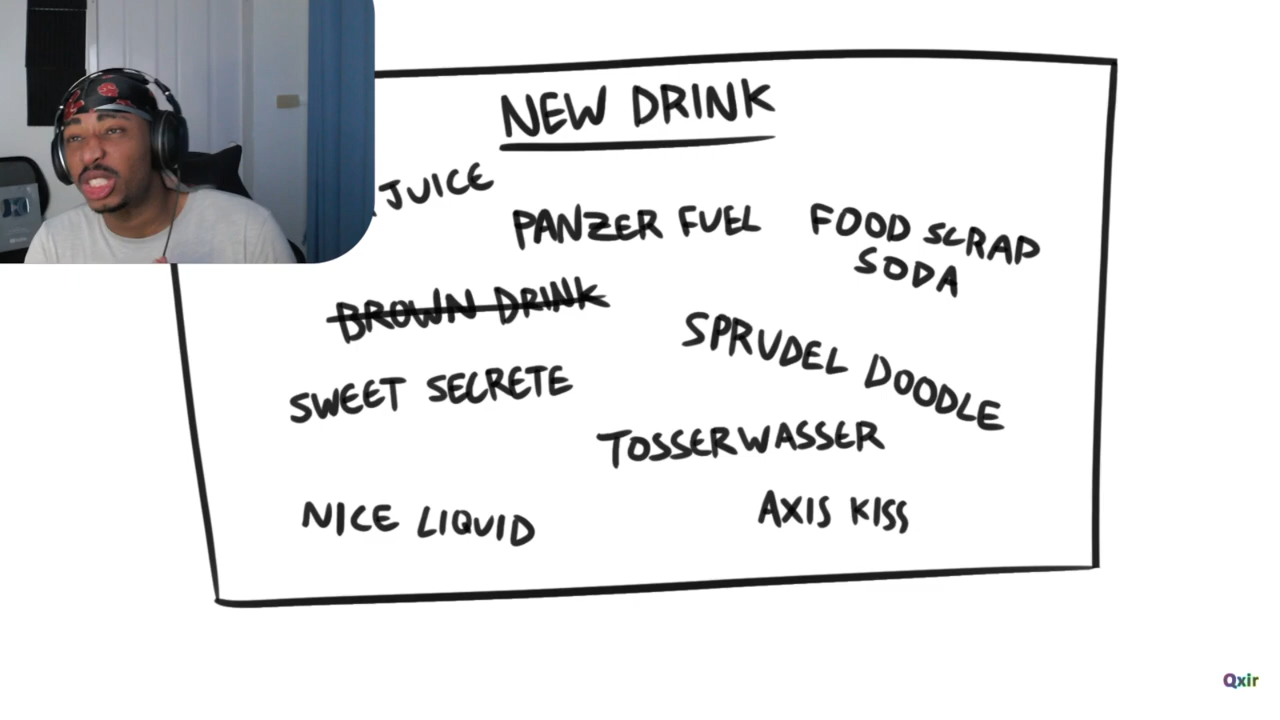 NEW DRINK
JUICE
PANZER FUEL
FOOD SCRAP
SODA
BROWN DRINK
SPRUDEL DOODLE
SWEET SECRETE
TOSSERWASSER
NICE LIQUID
AXIS KISS
Qxir